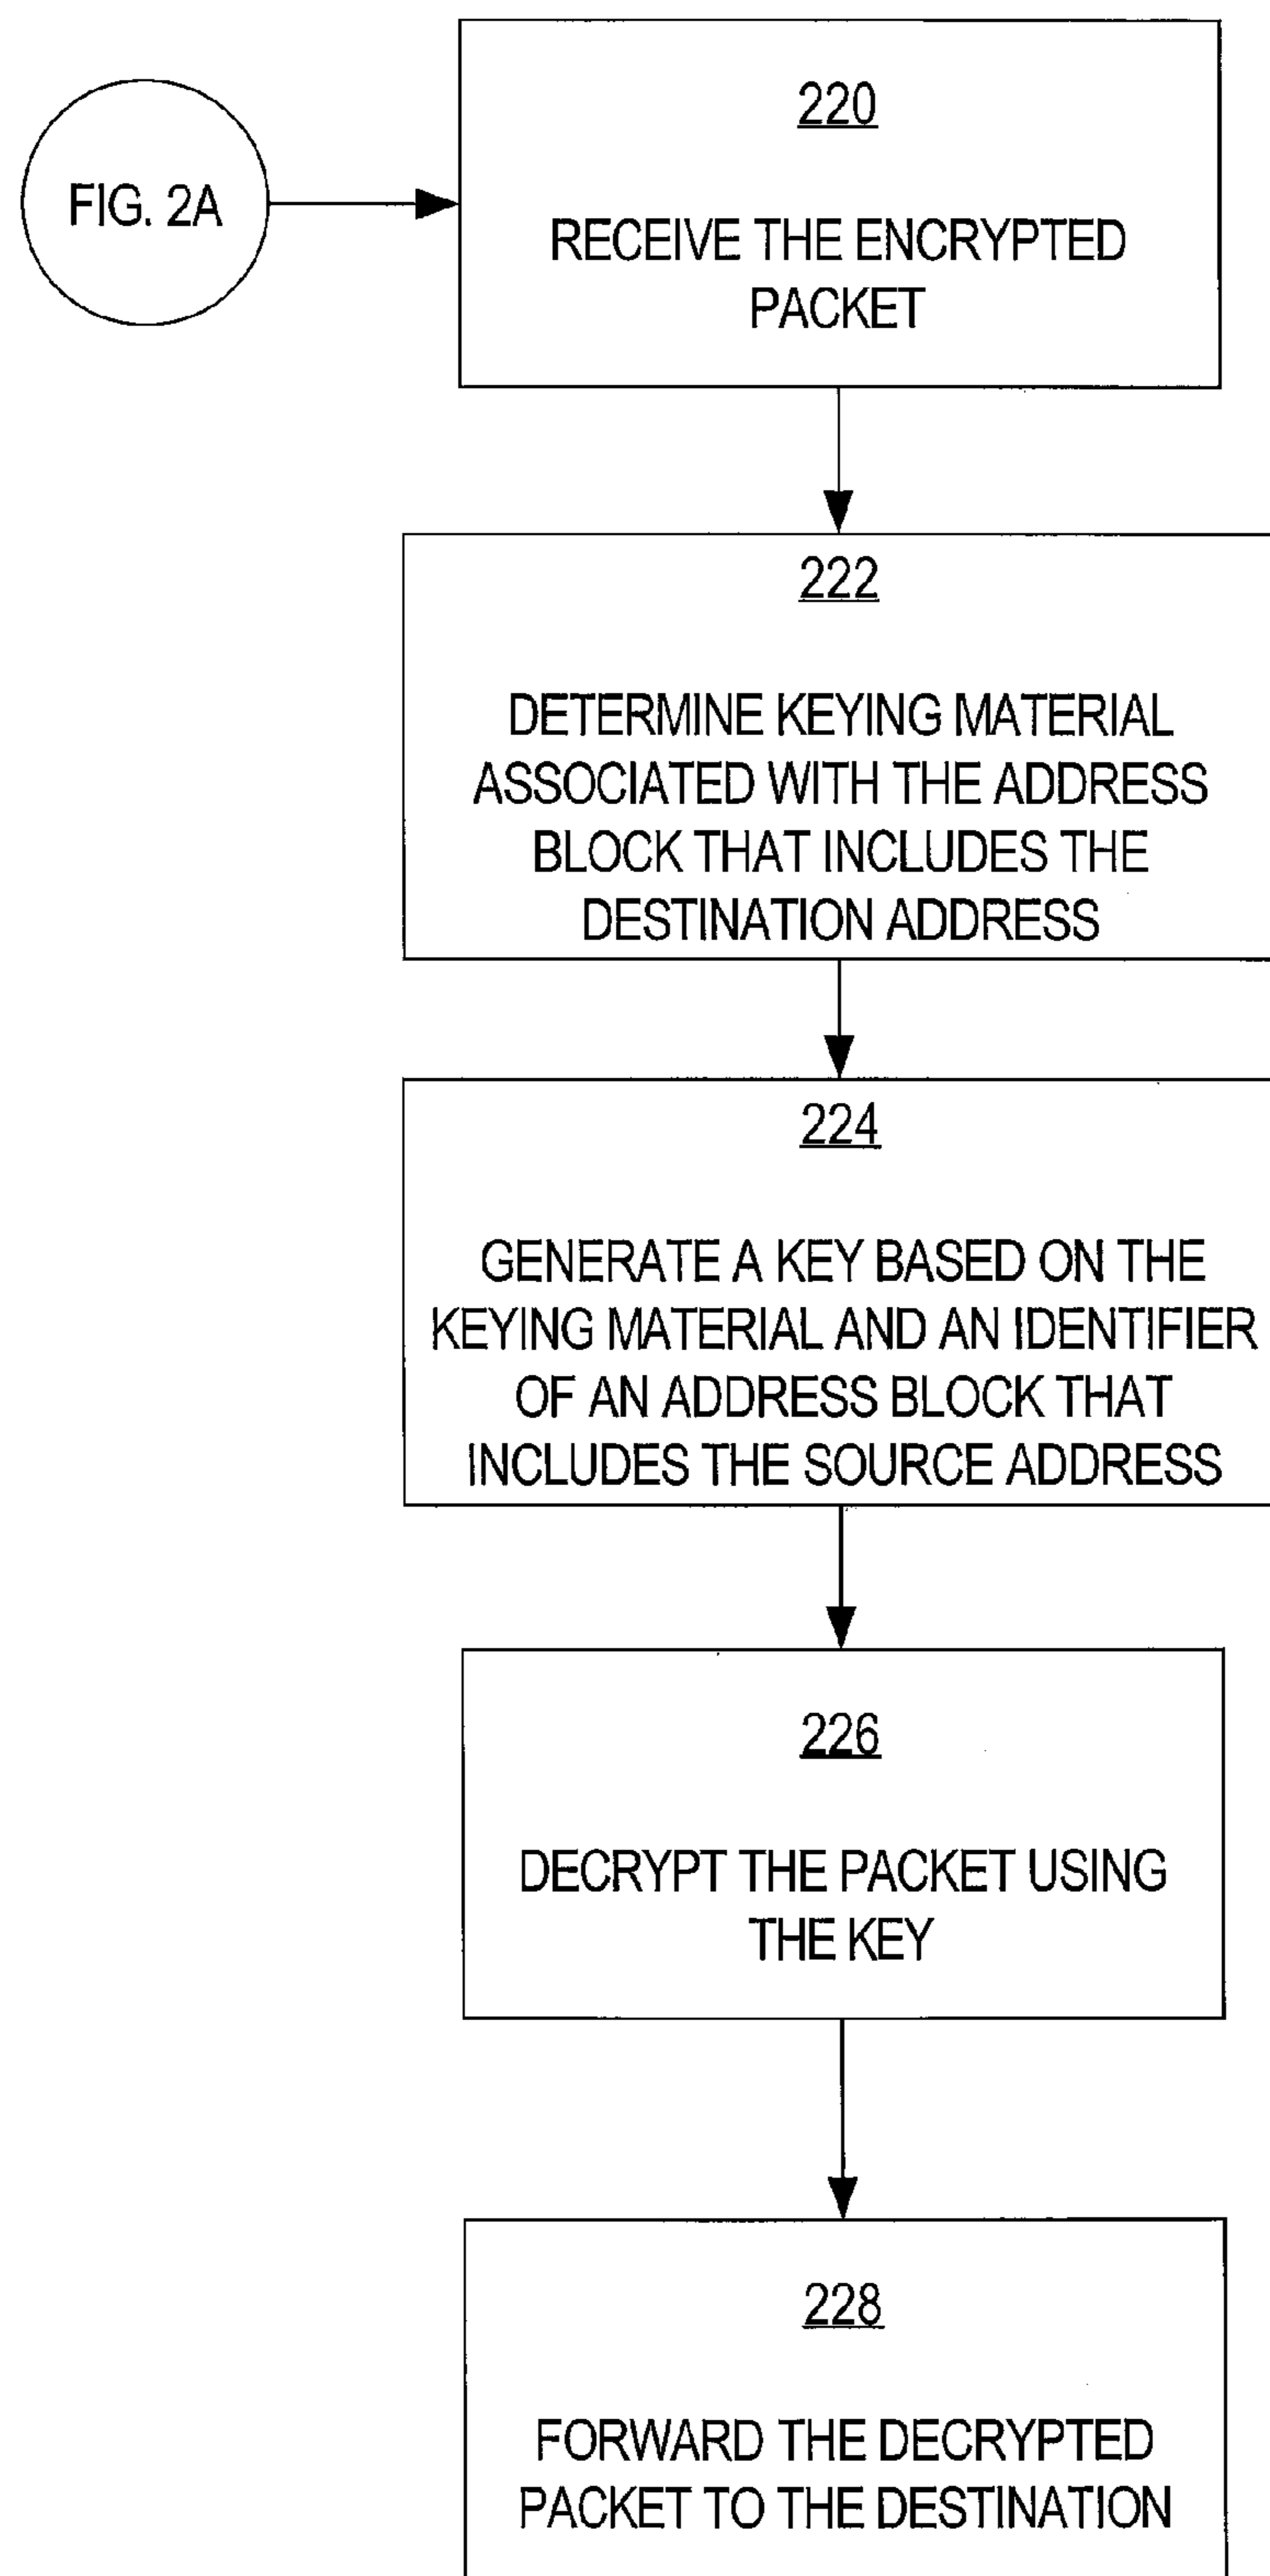 FIG. 2A
220
RECEIVE THE ENCRYPTED
PACKET
222
DETERMINE KEYING MATERIAL
ASSOCIATED WITH THE ADDRESS
BLOCK THAT INCLUDES THE
DESTINATION ADDRESS
224
GENERATE A KEY BASED ON THE
KEYING MATERIAL AND AN IDENTIFIER
OF AN ADDRESS BLOCK THAT
INCLUDES THE SOURCE ADDRESS
226
DECRYPT THE PACKET USING
THE KEY
228
FORWARD THE DECRYPTED
PACKET TO THE DESTINATION